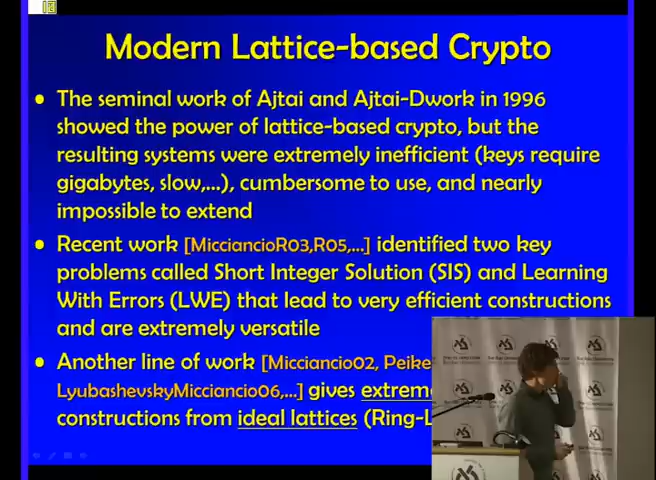 Modern Lattice-based Crypto
• The seminal work of Ajtai and Ajtai-Dwork in 1996
showed the power of lattice-based crypto, but the
resulting systems were extremely inefficient (keys require
gigabytes, slow,...), cumbersome to use, and nearly
impossible to extend
• Recent work [MicciancioR03,R05,...] identified two key
problems called Short Integer Solution (SIS) and Learning
With Errors (LWE) that lead to very efficient constructions
and are extremely versatile
• Another line of work [Micciancio02,
LyubashevskyMicciancio06,...] gives
constructions from ideal lattices